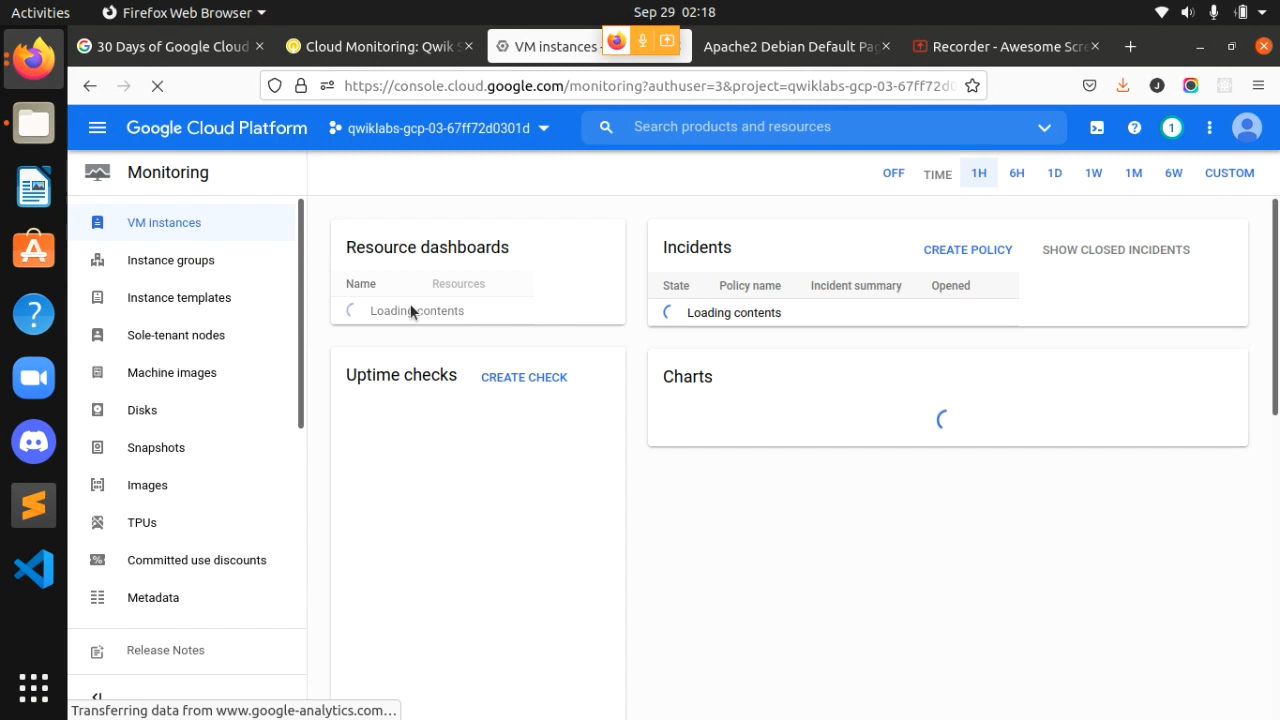 Activities
Firefox Web Browser
Sep 29 02:18
30 Days of Google Cloud
Cloud Monitoring: Qwik S
VM instances
Apache2 Debian Default Pag
Recorder - Awesome Scre
https://console.cloud.google.com/monitoring?authuser=3&project=qwiklabs-gcp-03-67ff72d0
Google Cloud Platform
qwiklabs-gcp-03-67ff72d0301d
Search products and resources
1
Monitoring
OFF
TIME
1H
6H
1D
1W
1M
6W
CUSTOM
VM instances
Instance groups
Instance templates
Sole-tenant nodes
Machine images
Disks
Snapshots
Images
TPUs
Committed use discounts
Metadata
Release Notes
Resource dashboards
Name
Resources
Loading contents
Uptime checks
CREATE CHECK
Incidents
CREATE POLICY
SHOW CLOSED INCIDENTS
State
Policy name
Incident summary
Opened
Loading contents
Charts
Transferring data from www.google-analytics.com…